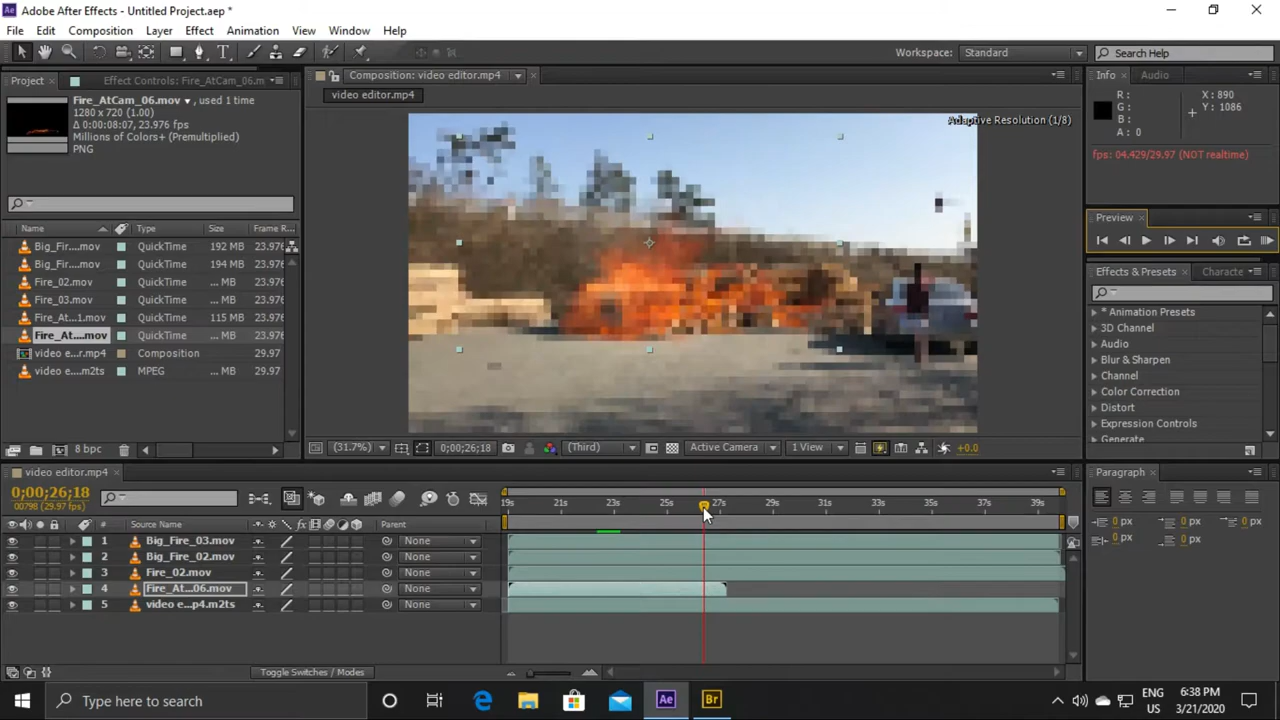 Ae Adobe After Effects - Untitled Project.aep *
File Edit Composition Layer Effect Animation View Window Help
Workspace: Standard Search Help
Project Effect Controls: Fire_AtCam_06.m
Composition: video editor.mp4
Info Audio
video editor.mp4
Fire_AtCam_06.mov, used 1 time
1280 x 720 (1.00)
Δ 0:00:08:07, 23.976 fps
Millions of Colors+ (Premultiplied)
PNG
Adaptive Resolution (1/8)
R: X: 890
G: Y: 1086
B:
A: 0
fps: 04.429/29.97 (NOT realtime)
Preview
Name Type Size Frame R...
Big_Fir....mov QuickTime 192 MB 23.976
Big_Fir....mov QuickTime 194 MB 23.976
Fire_02.mov QuickTime ... MB 23.976
Fire_03.mov QuickTime ... MB 23.976
Fire_At...1.mov QuickTime 115 MB 23.976
Fire_At....mov QuickTime ... MB 23.976
video e...r.mp4 Composition 29.97
video e....m2ts MPEG ... MB 29.97
Effects & Presets Characte
* Animation Presets
3D Channel
Audio
Blur & Sharpen
Channel
Color Correction
Distort
Generate
8 bpc
(31.7%) 0;00;26;18 (Third) Active Camera 1 View +0.0
video editor.mp4
0;00;26;18
00798 (29.97 fps)
19s 21s 23s 25s 27s 29s 31s 33s 35s 37s 39s
# Source Name Parent
1 Big_Fire_03.mov None
2 Big_Fire_02.mov None
3 Fire_02.mov None
4 Fire_At...06.mov None
5 video e...p4.m2ts None
Toggle Switches / Modes
Paragraph
0 px 0 px 0 px
0 px 0 px
Type here to search
Ae Br
ENG 6:38 PM
US 3/21/2020